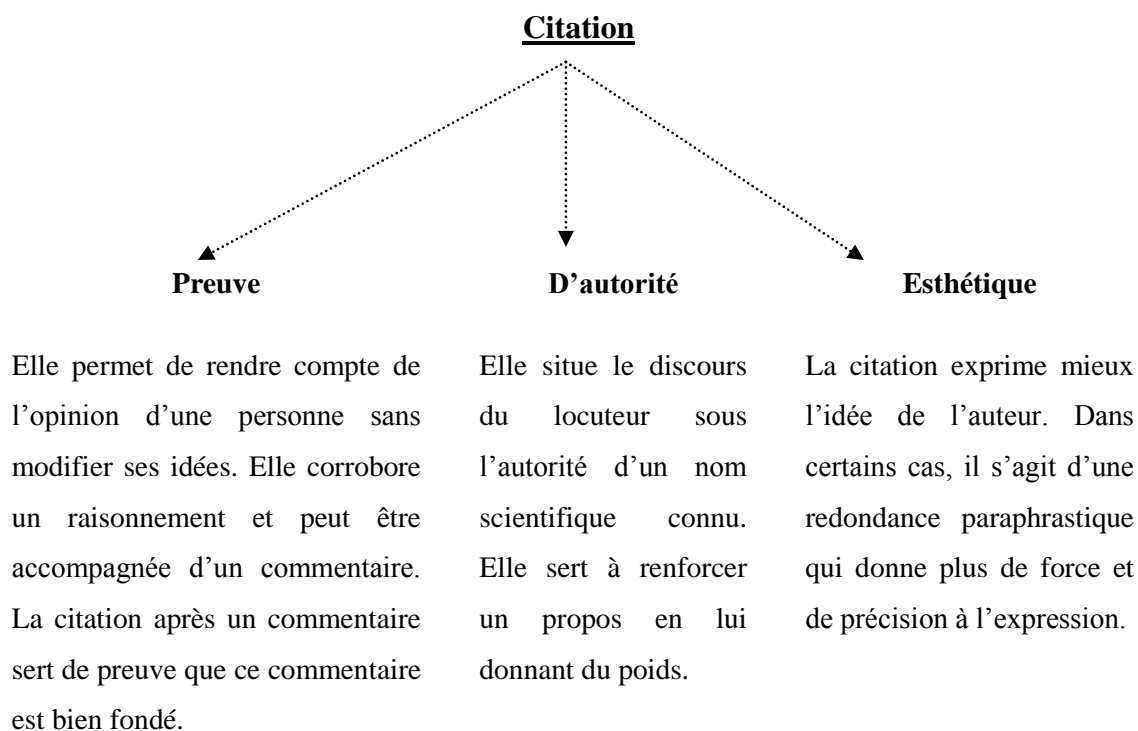 Citation
Preuve
Elle permet de rendre compte de
l’opinion d’une personne sans
modifier ses idées. Elle corrobore
un raisonnement et peut être
accompagnée d’un commentaire.
La citation après un commentaire
sert de preuve que ce commentaire
est bien fondé.
D’autorité
Elle situe le discours
du locuteur sous
l’autorité d’un nom
scientifique connu.
Elle sert à renforcer
un propos en lui
donnant du poids.
Esthétique
La citation exprime mieux
l’idée de l’auteur. Dans
certains cas, il s’agit d’une
redondance paraphrastique
qui donne plus de force et
de précision à l’expression.